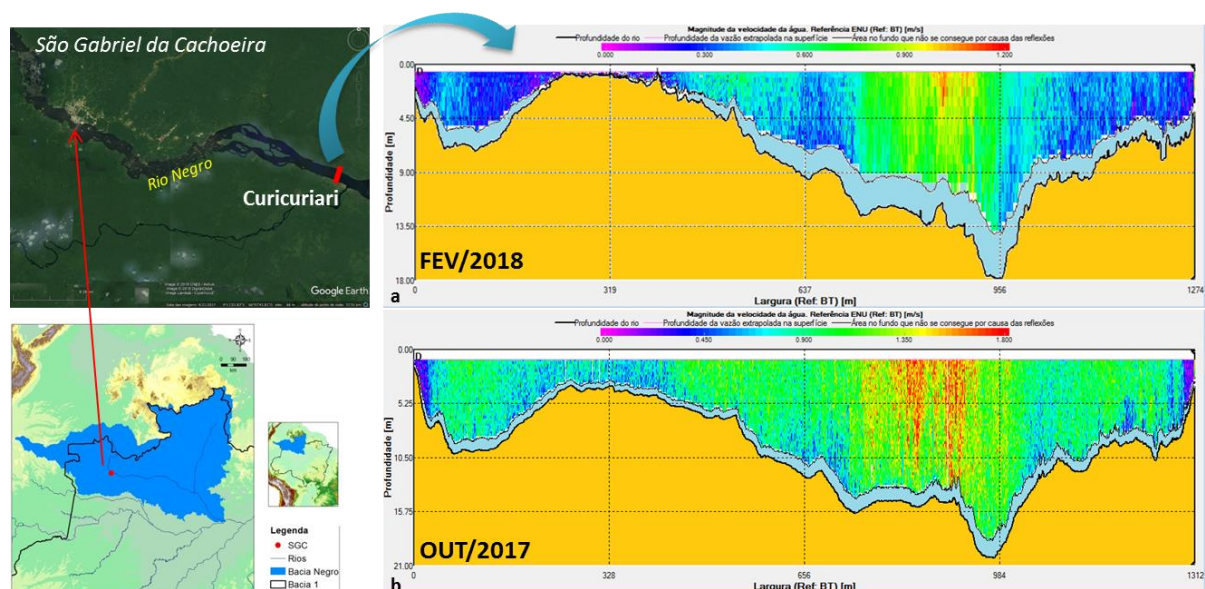 São Gabriel da Cachoeira
Rio Negro
Curicuriari
Google Earth
Magnitude da velocidade da água. Referência ENU (Ref: BT) [m/s]
Profundidade do rio Profundidade da vazão extrapolada na superfície Área no fundo que não se consegue por causa das reflexões
0.000 0.300 0.600 0.900 1.200
0.00
D
4.50
9.00
13.50
18.00
Profundidade [m]
FEV/2018
a
0 319 637 956 1274
Largura (Ref: BT) [m]
Magnitude da velocidade da água. Referência ENU (Ref: BT) [m/s]
Profundidade do rio Profundidade da vazão extrapolada na superfície Área no fundo que não se consegue por causa das reflexões
0.000 0.450 0.900 1.350 1.800
0.00
D
5.25
10.50
15.75
21.00
Profundidade [m]
OUT/2017
b
0 328 656 984 1312
Largura (Ref: BT) [m]
km
Legenda
SGC
Rios
Bacia Negro
Bacia 1